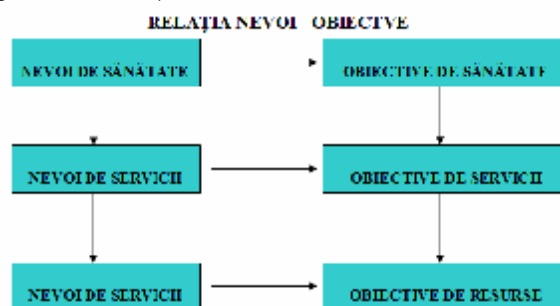 RELAȚIA NEVOI OBIECTVE
NEVOI DE SĂNĂTATE
OBIECTIVE DE SĂNĂTATE
NEVOI DE SERVICII
OBIECTIVE DE SERVICII
NEVOI DE SERVICII
OBIECTIVE DE RESURSE